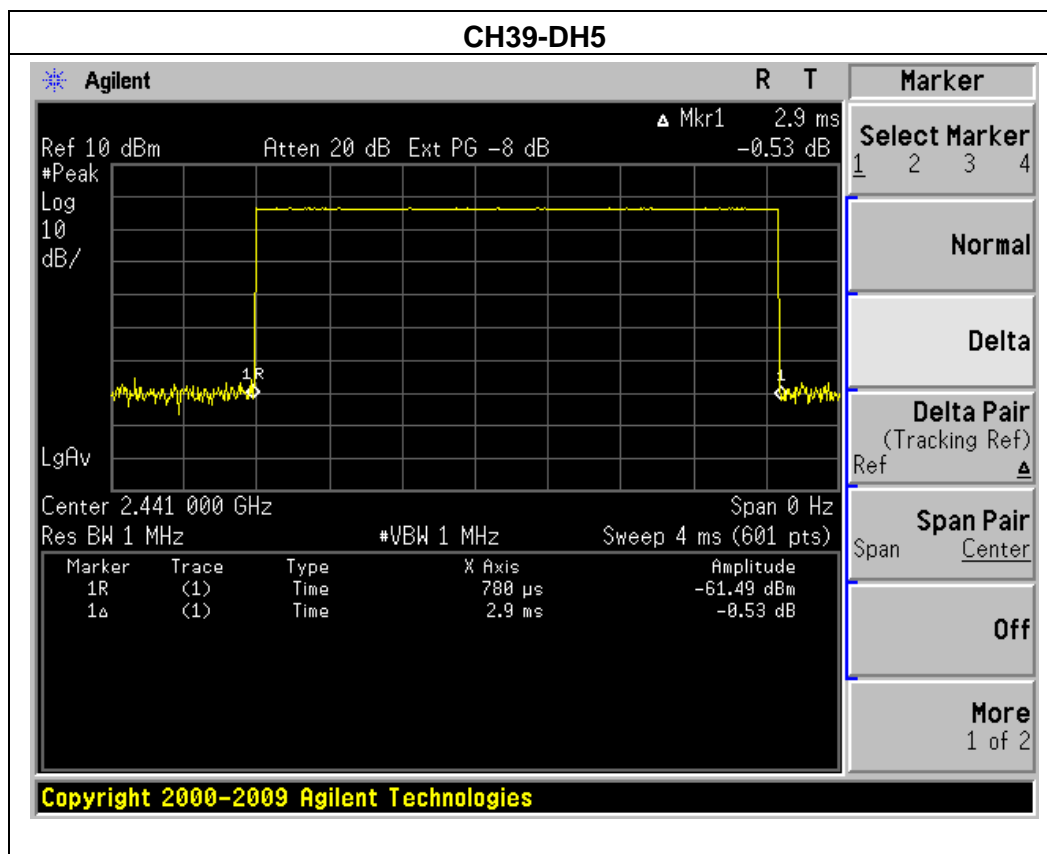 CH39-DH5
Agilent R T Marker
Δ Mkr1 2.9 ms
Ref 10 dBm Atten 20 dB Ext PG -8 dB -0.53 dB
#Peak
Log
10
dB/
1R
1
LgAv
Center 2.441 000 GHz Span 0 Hz
Res BW 1 MHz #VBW 1 MHz Sweep 4 ms (601 pts)
Marker Trace Type X Axis Amplitude
1R (1) Time 780 µs -61.49 dBm
1Δ (1) Time 2.9 ms -0.53 dB
Select Marker
1 2 3 4
Normal
Delta
Delta Pair
(Tracking Ref)
Ref Δ
Span Pair
Span Center
Off
More
1 of 2
Copyright 2000-2009 Agilent Technologies